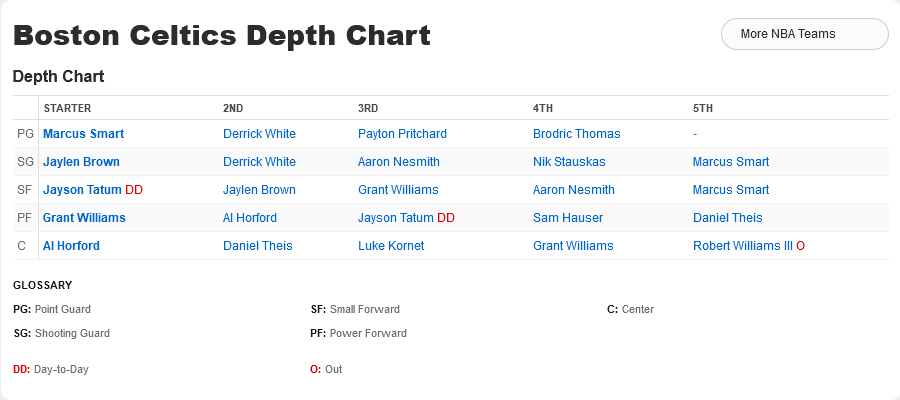 Boston Celtics Depth Chart
More NBA Teams
Depth Chart
STARTER 2ND 3RD 4TH 5TH
PG Marcus Smart Derrick White Payton Pritchard Brodric Thomas -
SG Jaylen Brown Derrick White Aaron Nesmith Nik Stauskas Marcus Smart
SF Jayson Tatum DD Jaylen Brown Grant Williams Aaron Nesmith Marcus Smart
PF Grant Williams Al Horford Jayson Tatum DD Sam Hauser Daniel Theis
C Al Horford Daniel Theis Luke Kornet Grant Williams Robert Williams III O
GLOSSARY
PG: Point Guard SF: Small Forward C: Center
SG: Shooting Guard PF: Power Forward
DD: Day-to-Day O: Out